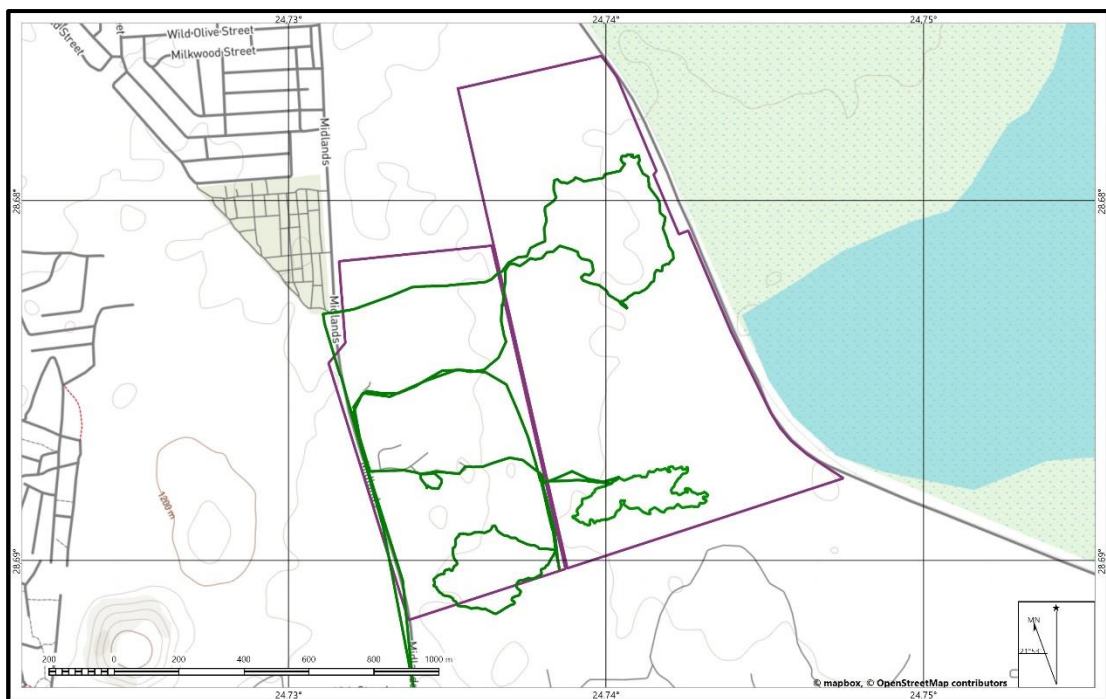 24.73°
24.74°
24.75°
Wild Olive Street
Milkwood Street
Midlands
28.68°
28.68°
Midlands
1200 m
28.69°
28.69°
MN
200
0
200
400
600
800
1000 m
© mapbox, © OpenStreetMap contributors
24.73°
24.74°
24.75°